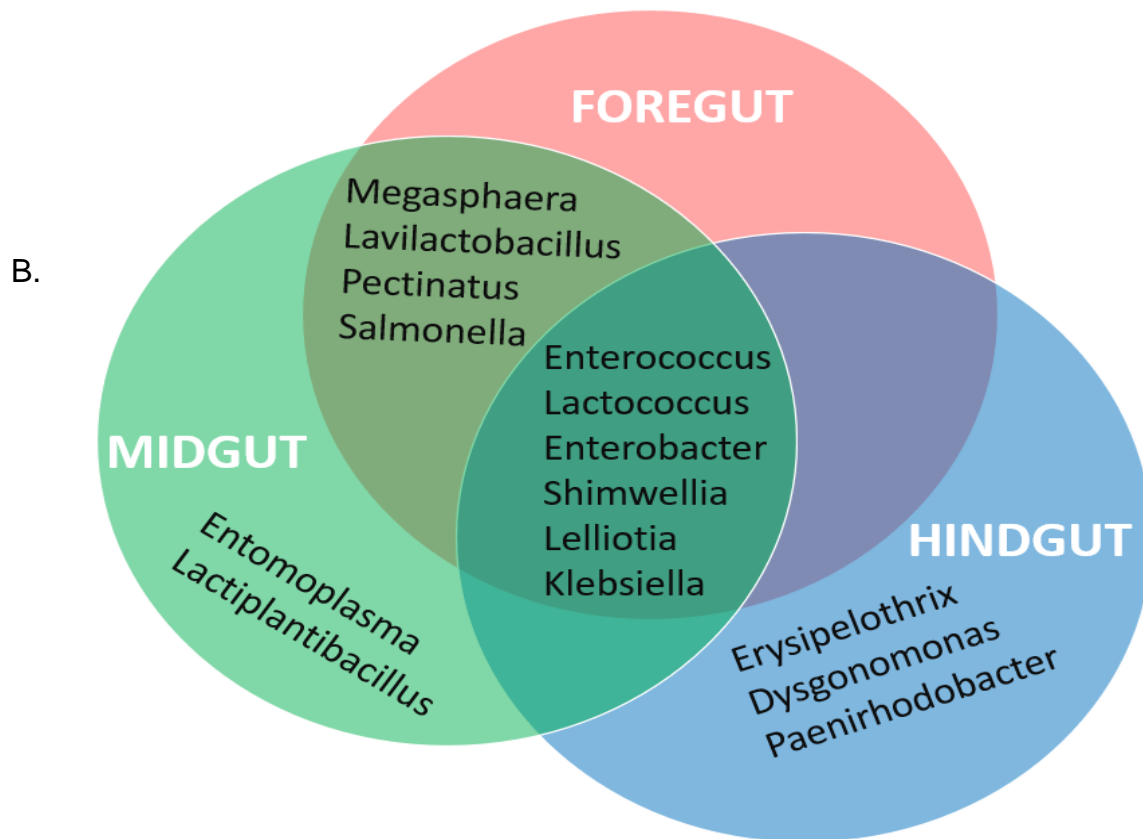 B.
FOREGUT
Megasphaera
Lavilactobacillus
Pectinatus
Salmonella
Enterococcus
Lactococcus
Enterobacter
Shimwellia
Lelliotia
Klebsiella
MIDGUT
Entomoplasma
Lactiplantibacillus
HINDGUT
Erysipelothrix
Dysgonomonas
Paenirhodobacter